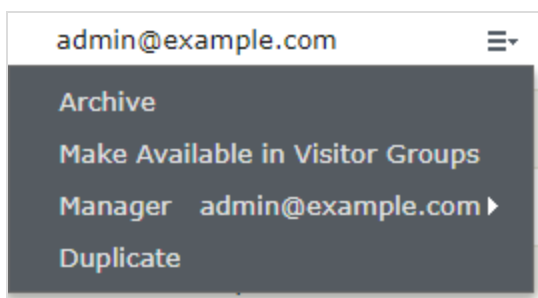 admin@example.com
Archive
Make Available in Visitor Groups
Manager admin@example.com
Duplicate